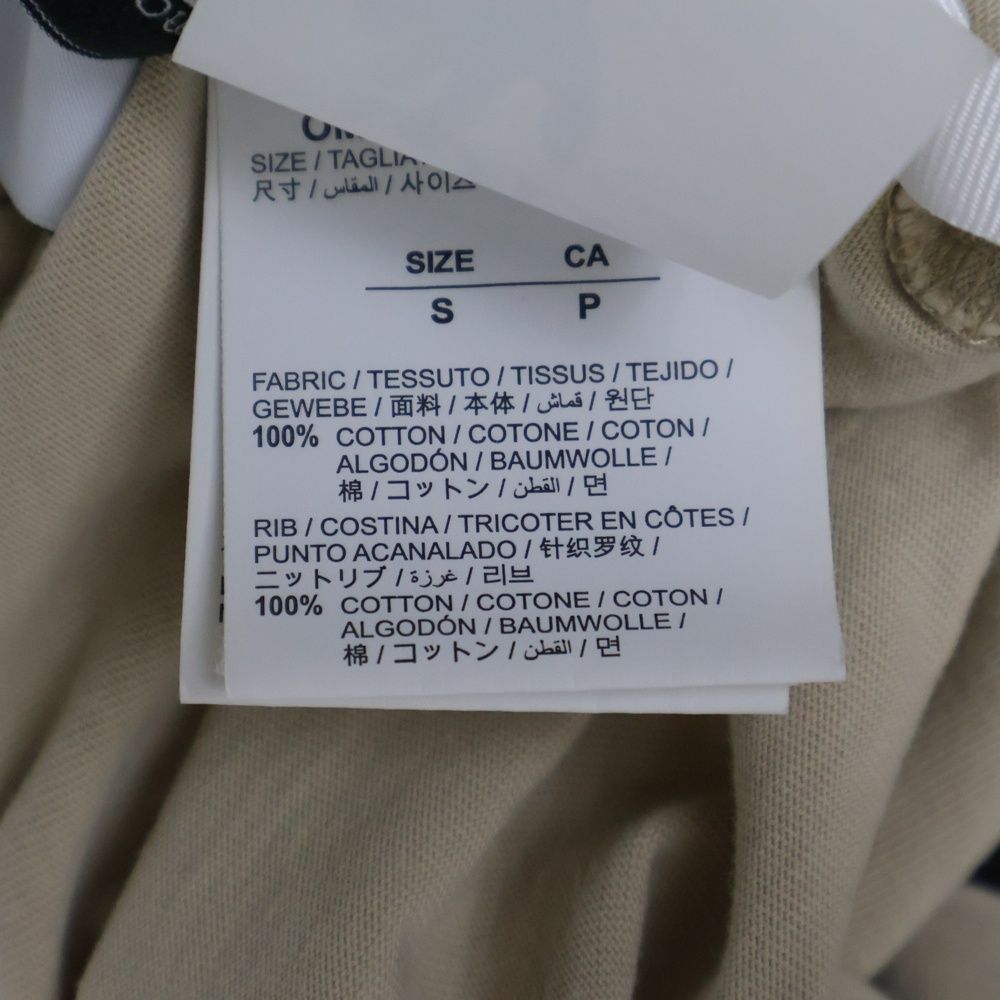 SIZE / TAGLIA
尺寸 / المقاس / 사이즈
SIZE CA
S P
FABRIC / TESSUTO / TISSUS / TEJIDO /
GEWEBE / 面料 / 本体 / قماش / 원단
100% COTTON / COTONE / COTON /
ALGODÓN / BAUMWOLLE /
棉 / コットン / القطن / 면
RIB / COSTINA / TRICOTER EN CÔTES /
PUNTO ACANALADO / 针织罗纹 /
ニットリブ / غرزة / 리브
100% COTTON / COTONE / COTON /
ALGODÓN / BAUMWOLLE /
棉 / コットン / القطن / 면